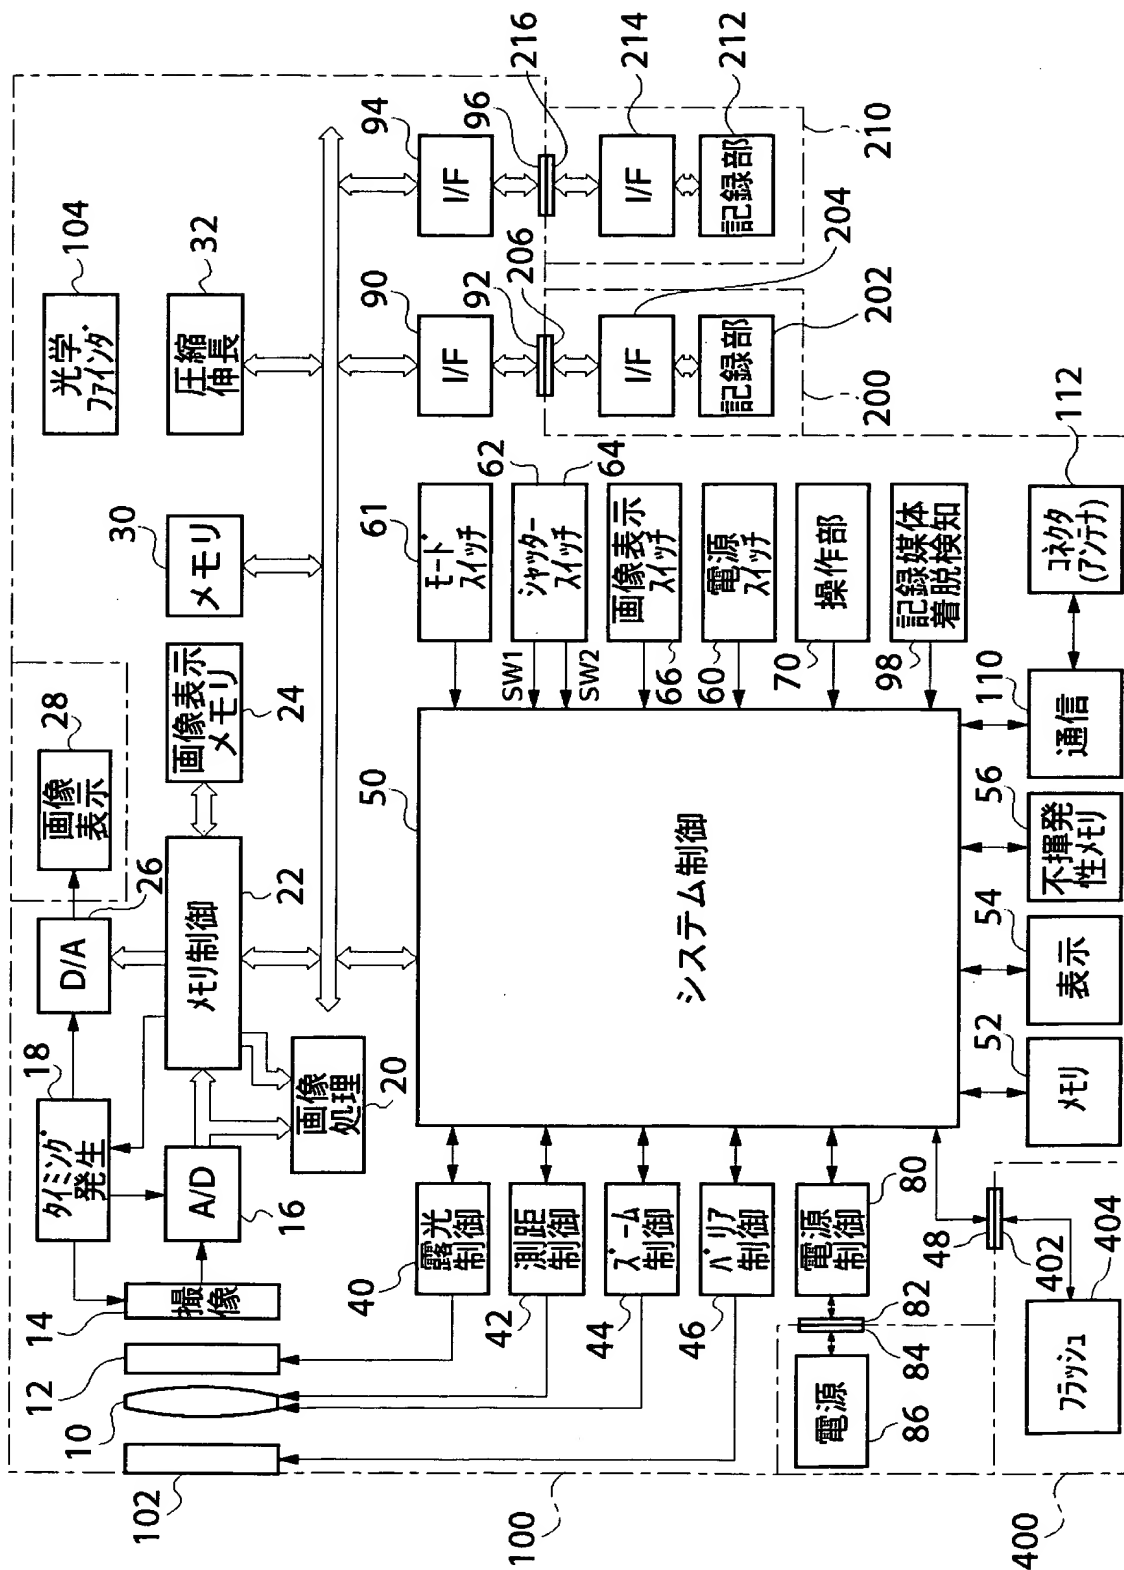 102
10
12
14
撮像
タイミング
発生
18
D/A
26
画像
表示
28
光学
ファインダ
104
A/D
16
メモリ制御
22
画像表示
メモリ
24
メモリ
30
圧縮
伸長
32
画像
処理
20
I/F
90
I/F
94
92
206
96
216
I/F
204
I/F
214
記録部
202
記録部
212
200
210
露光
制御
40
測距
制御
42
ズーム
制御
44
バリア
制御
46
電源
制御
80
82
84
電源
86
システム制御
50
モード
スイッチ
61
シャッター
スイッチ
62
64
SW1
SW2
画像表示
スイッチ
66
電源
スイッチ
60
操作部
70
記録媒体
着脱検知
98
48
402
フラッシュ
404
メモリ
52
表示
54
不揮発
性メモリ
56
通信
110
コネクタ
(アンテナ)
112
100
400